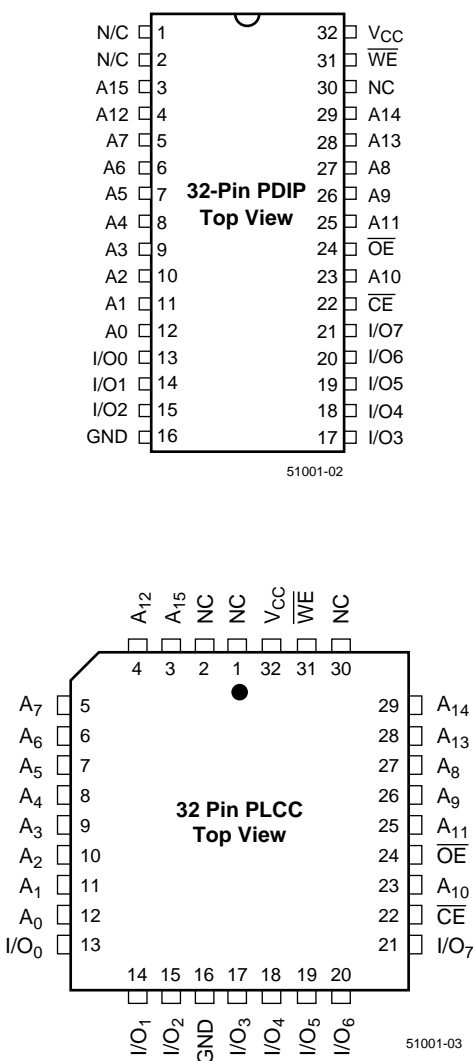 N/C 1 32 VCC
N/C 2 31 W̅E̅
A15 3 30 NC
A12 4 29 A14
A7 5 28 A13
A6 6 27 A8
A5 7 32-Pin PDIP 26 A9
A4 8 Top View 25 A11
A3 9 24 O̅E̅
A2 10 23 A10
A1 11 22 C̅E̅
A0 12 21 I/O7
I/O0 13 20 I/O6
I/O1 14 19 I/O5
I/O2 15 18 I/O4
GND 16 17 I/O3
51001-02
A12 A15 NC NC VCC W̅E̅ NC
4 3 2 1 32 31 30
A7 5 29 A14
A6 6 28 A13
A5 7 27 A8
A4 8 32 Pin PLCC 26 A9
A3 9 Top View 25 A11
A2 10 24 O̅E̅
A1 11 23 A10
A0 12 22 C̅E̅
I/O0 13 21 I/O7
14 15 16 17 18 19 20
I/O1 I/O2 GND I/O3 I/O4 I/O5 I/O6
51001-03